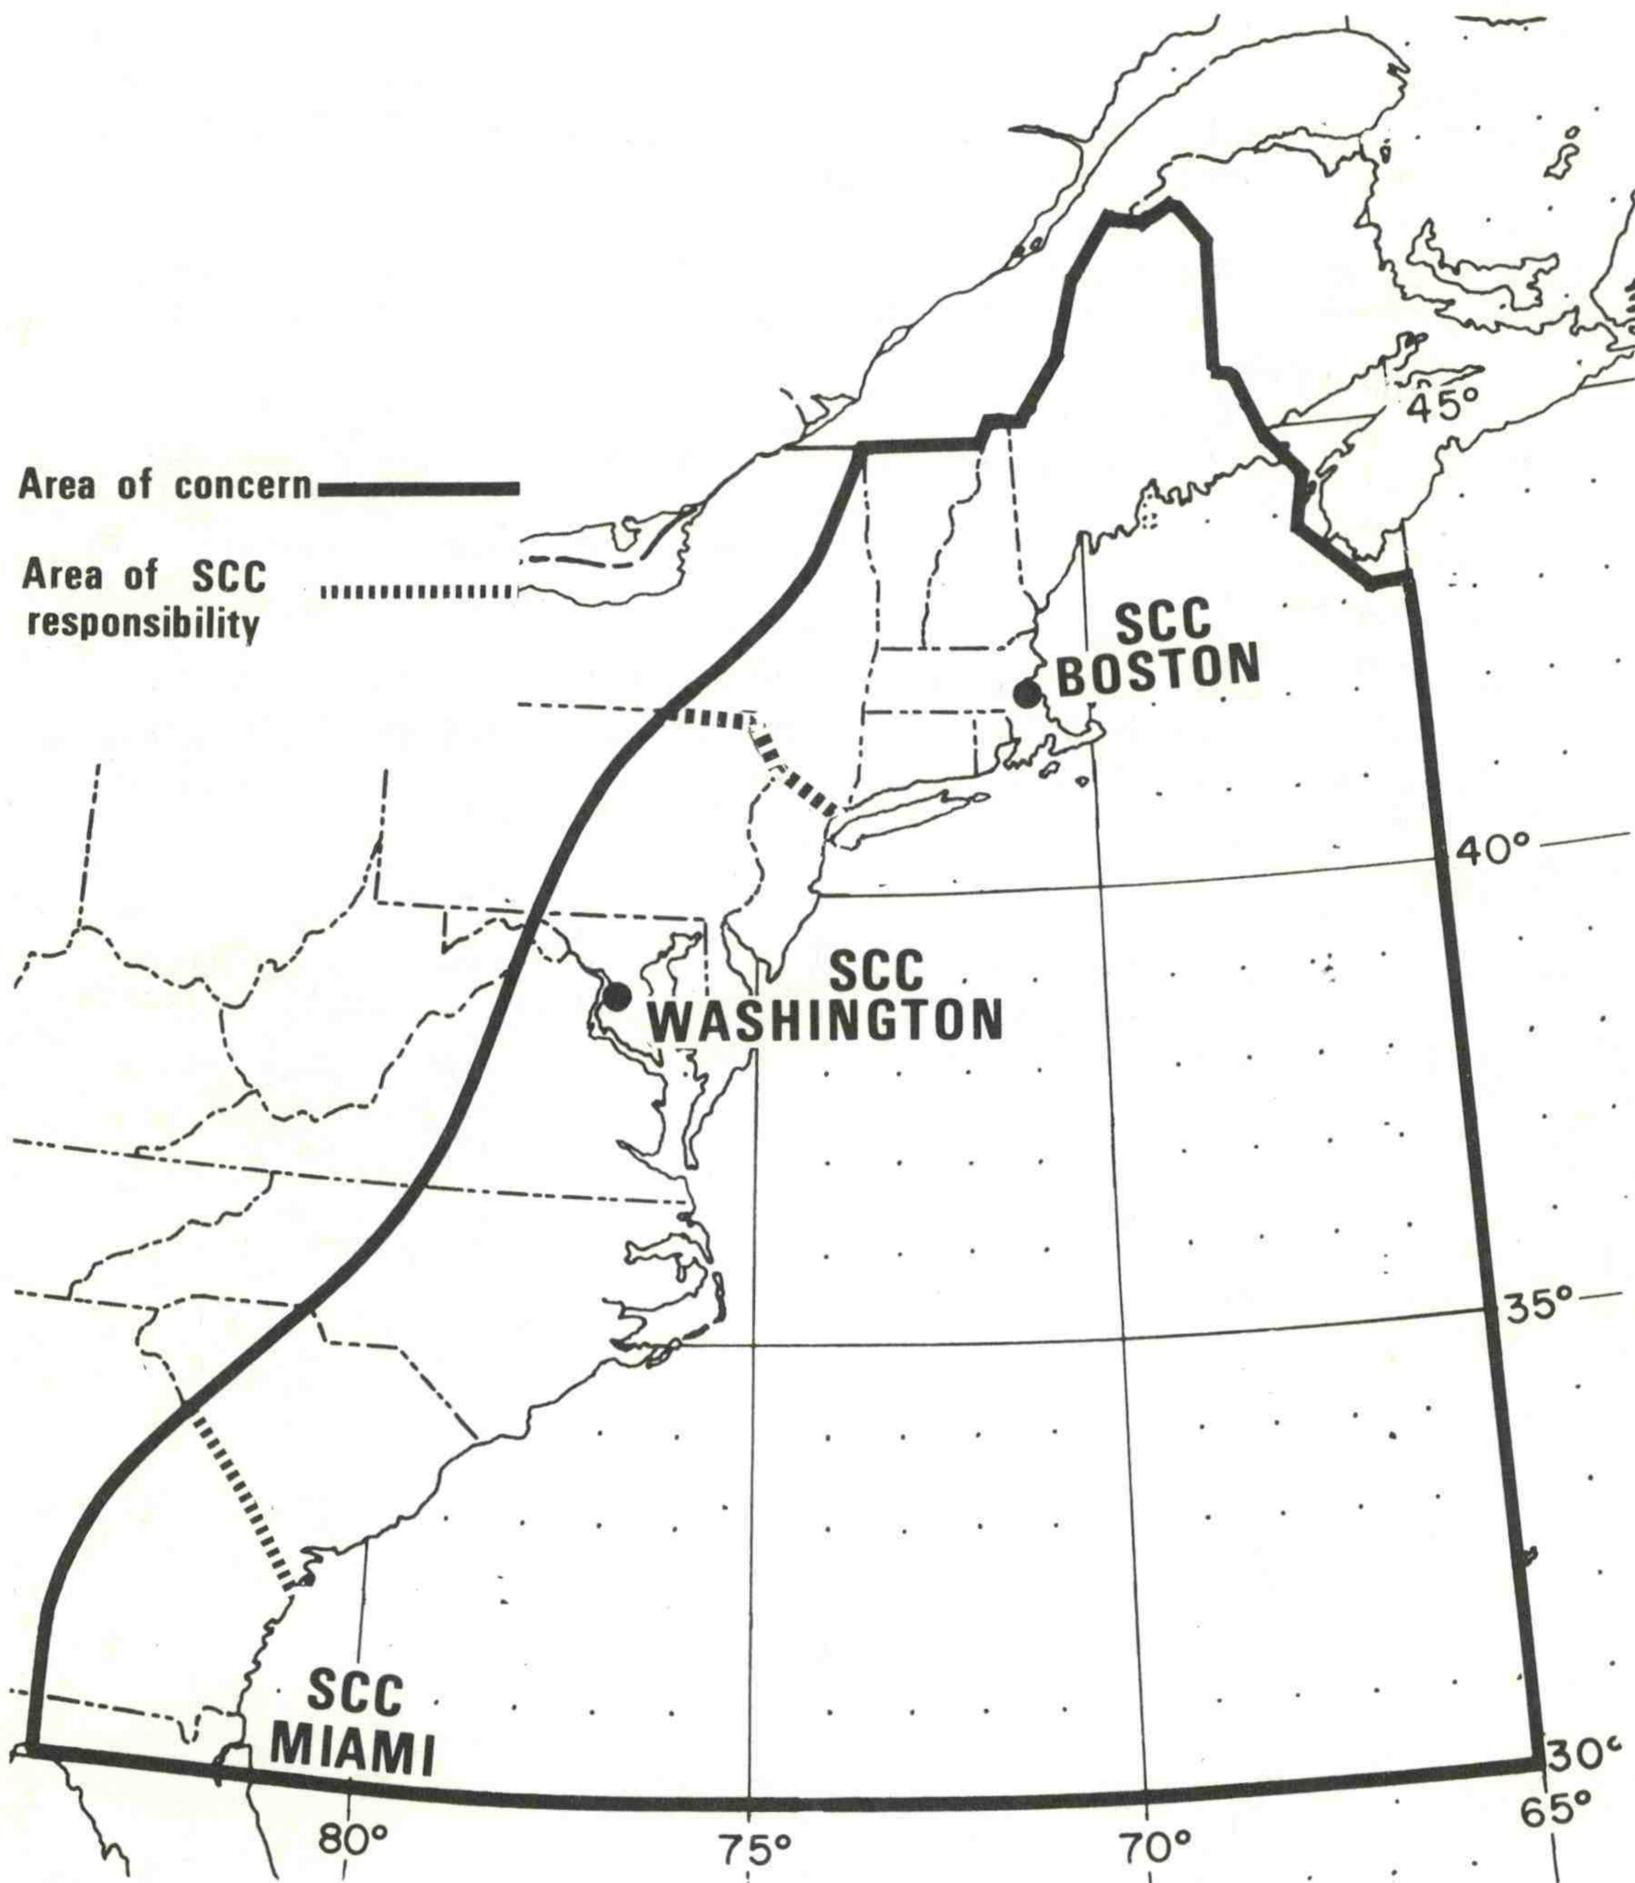 45°
Area of concern
Area of SCC
responsibility
SCC
BOSTON
40°
SCC
WASHINGTON
35°
SCC
MIAMI
30°
65°
80°
75°
70°